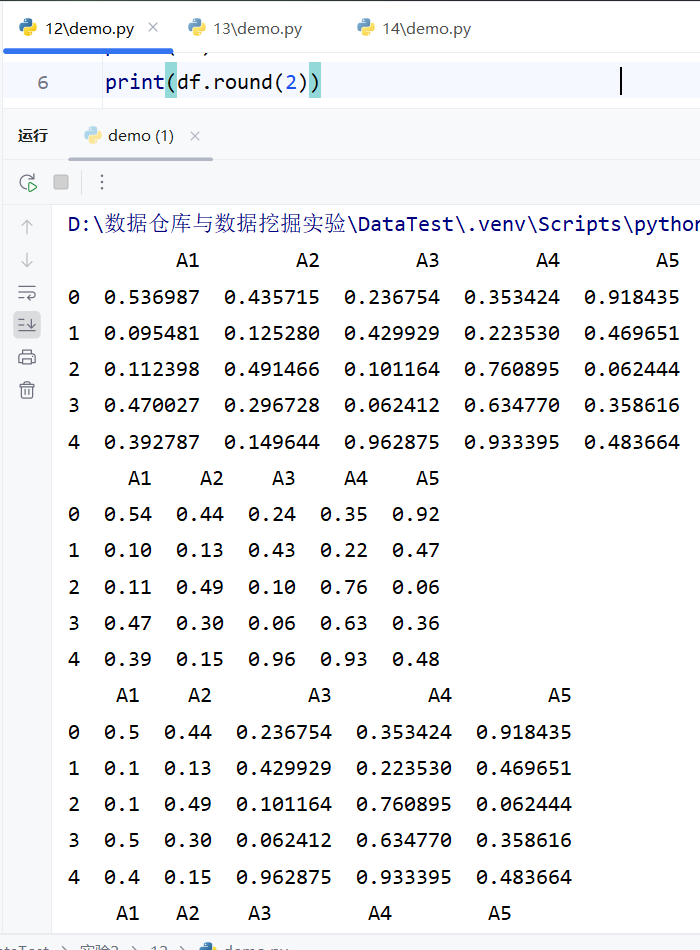 12\demo.py 13\demo.py 14\demo.py
6 print(df.round(2))
运行 demo (1)
D:\数据仓库与数据挖掘实验\DataTest\.venv\Scripts\python
A1 A2 A3 A4 A5
0 0.536987 0.435715 0.236754 0.353424 0.918435
1 0.095481 0.125280 0.429929 0.223530 0.469651
2 0.112398 0.491466 0.101164 0.760895 0.062444
3 0.470027 0.296728 0.062412 0.634770 0.358616
4 0.392787 0.149644 0.962875 0.933395 0.483664
A1 A2 A3 A4 A5
0 0.54 0.44 0.24 0.35 0.92
1 0.10 0.13 0.43 0.22 0.47
2 0.11 0.49 0.10 0.76 0.06
3 0.47 0.30 0.06 0.63 0.36
4 0.39 0.15 0.96 0.93 0.48
A1 A2 A3 A4 A5
0 0.5 0.44 0.236754 0.353424 0.918435
1 0.1 0.13 0.429929 0.223530 0.469651
2 0.1 0.49 0.101164 0.760895 0.062444
3 0.5 0.30 0.062412 0.634770 0.358616
4 0.4 0.15 0.962875 0.933395 0.483664
A1 A2 A3 A4 A5